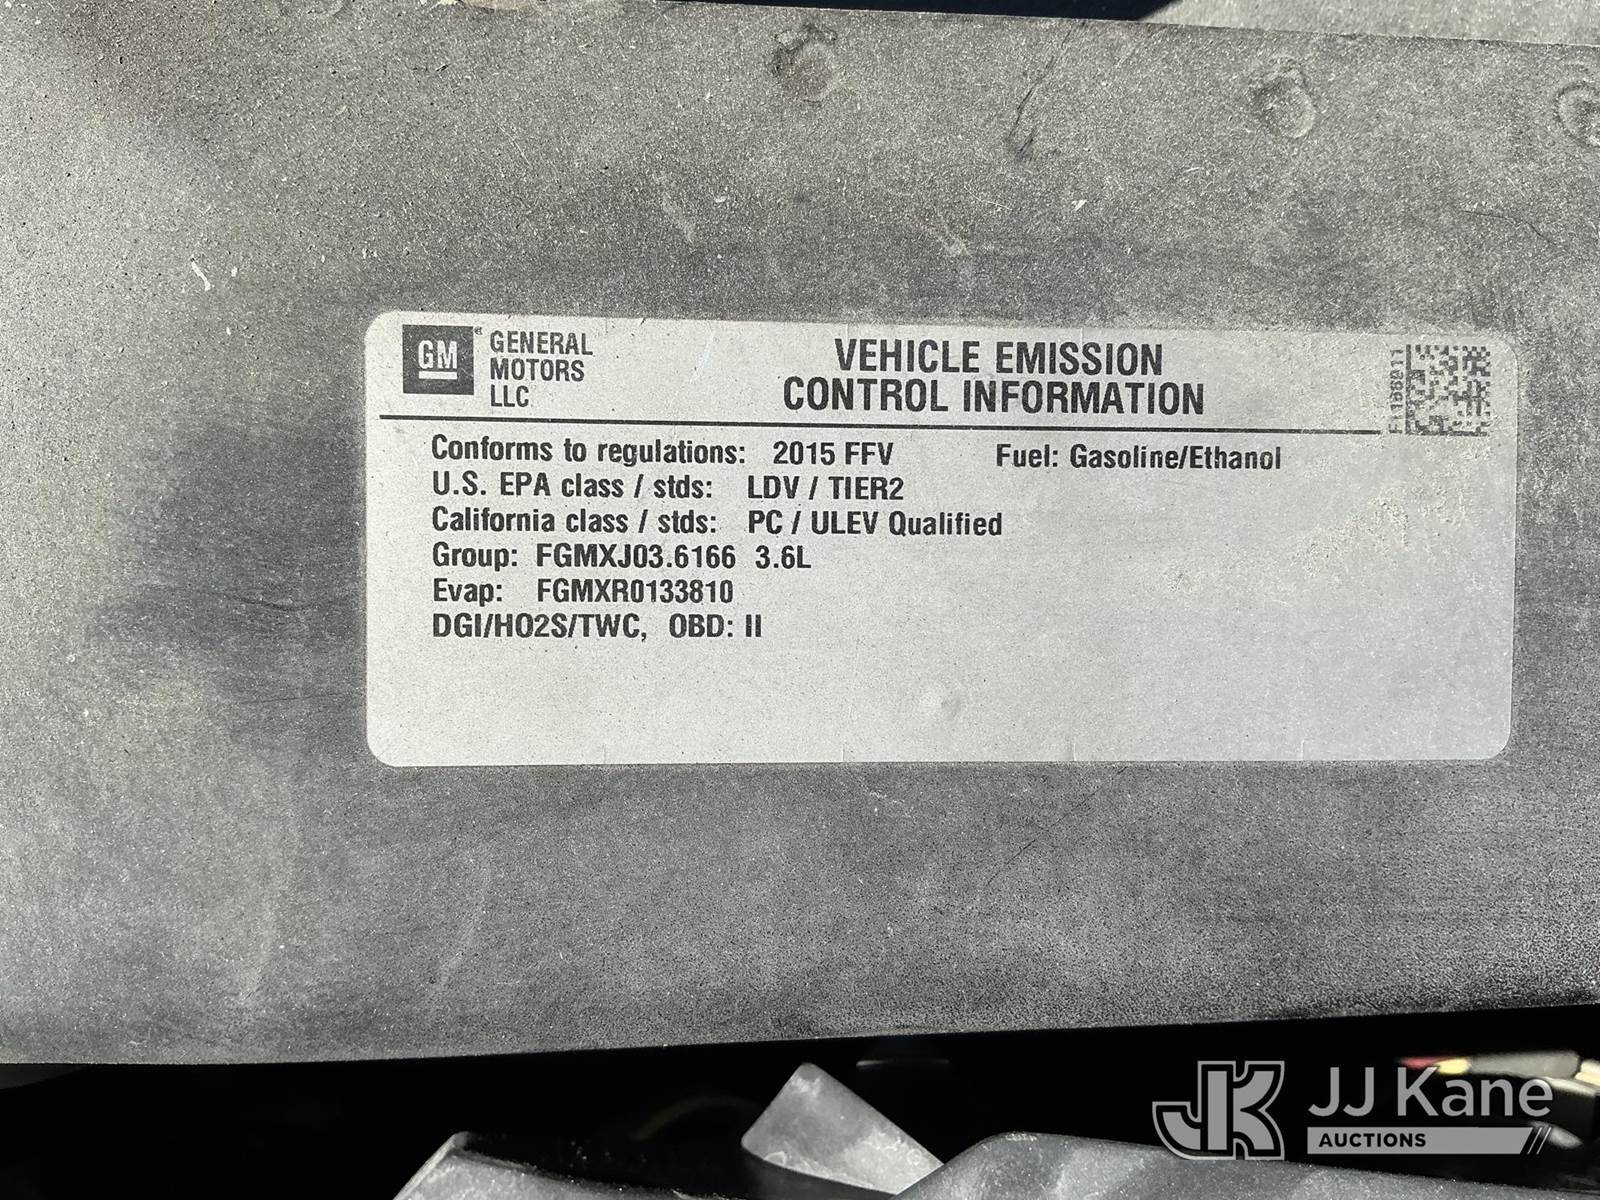 GM
GENERAL
MOTORS
LLC
VEHICLE EMISSION
CONTROL INFORMATION
Conforms to regulations: 2015 FFV Fuel: Gasoline/Ethanol
U.S. EPA class / stds: LDV / TIER2
California class / stds: PC / ULEV Qualified
Group: FGMXJ03.6166 3.6L
Evap: FGMXR0133810
DGI/HO2S/TWC, OBD: II
JK
JJ Kane
AUCTIONS